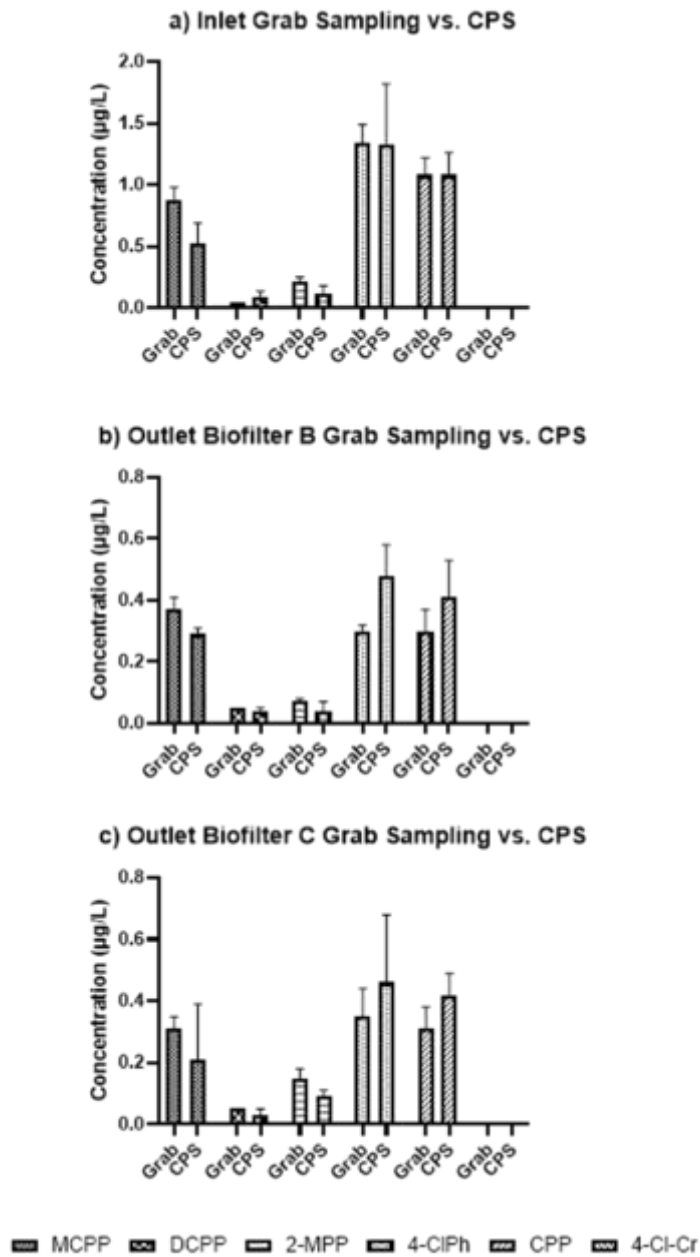 a) Inlet Grab Sampling vs. CPS
Concentration (µg/L)
2.0
1.5
1.0
0.5
0.0
Grab CPS Grab CPS Grab CPS Grab CPS Grab CPS Grab CPS
b) Outlet Biofilter B Grab Sampling vs. CPS
Concentration (µg/L)
0.8
0.6
0.4
0.2
0.0
Grab CPS Grab CPS Grab CPS Grab CPS Grab CPS Grab CPS
c) Outlet Biofilter C Grab Sampling vs. CPS
Concentration (µg/L)
0.8
0.6
0.4
0.2
0.0
Grab CPS Grab CPS Grab CPS Grab CPS Grab CPS Grab CPS
MCPP DCPP 2-MPP 4-ClPh CPP 4-Cl-Cr